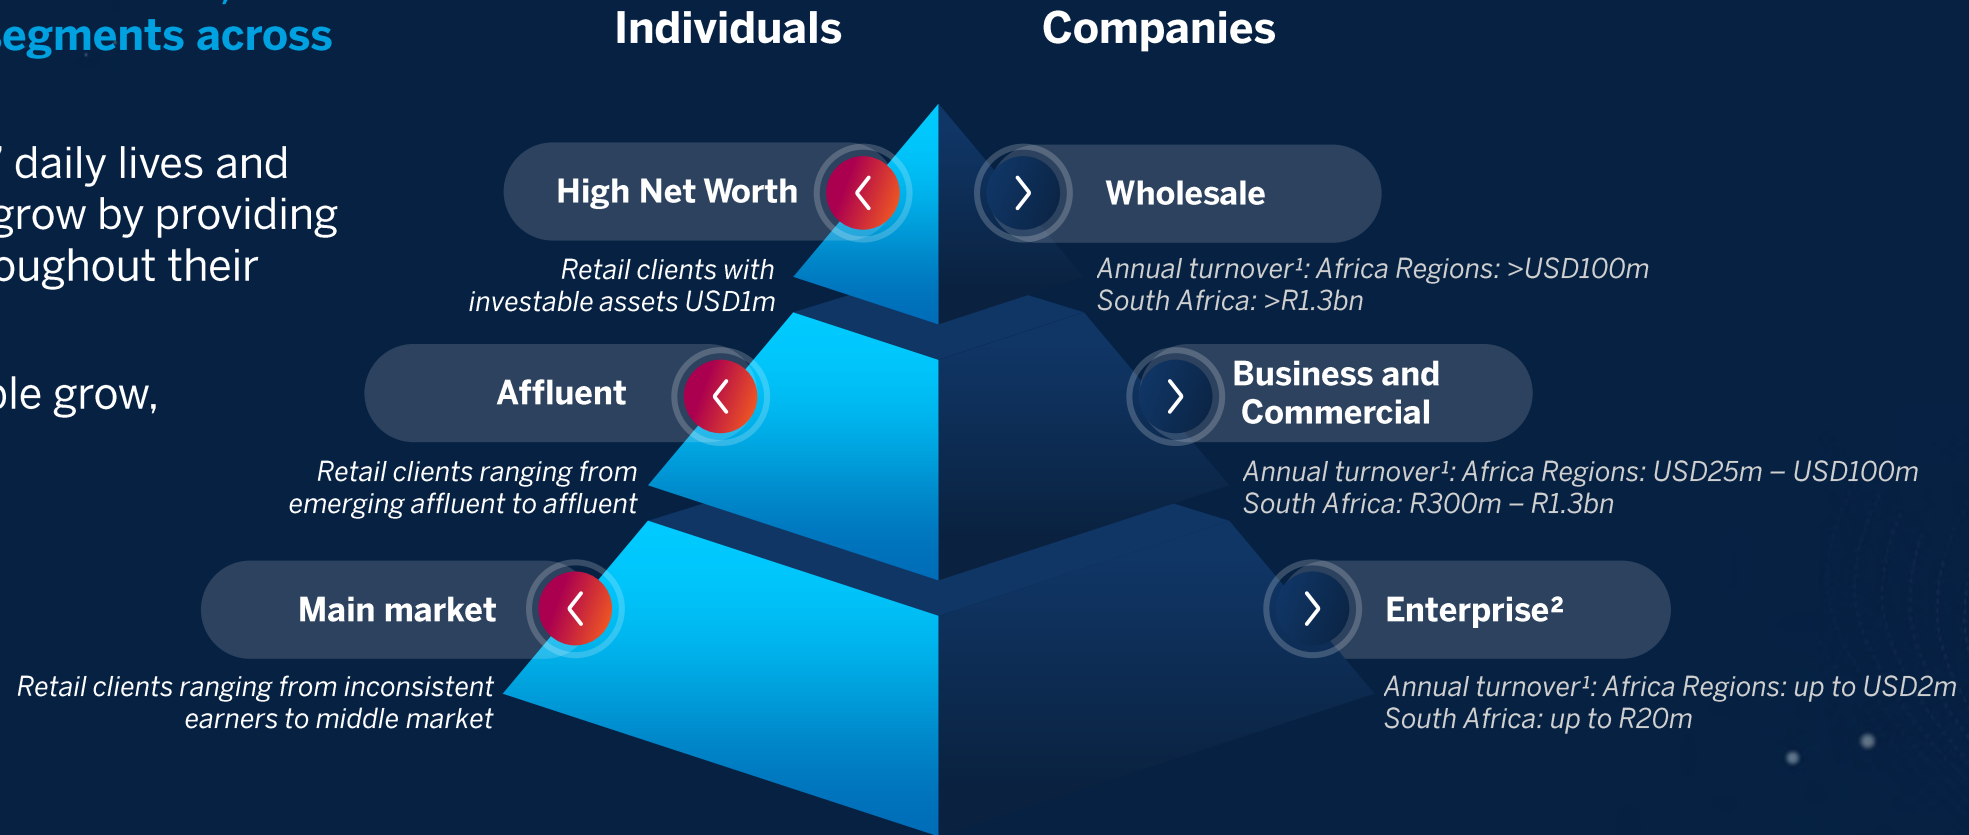 segments across
daily lives and
grow by providing
oughout their
ple grow,
Individuals
High Net Worth
Retail clients with
investable assets USD1m
Affluent
Retail clients ranging from
emerging affluent to affluent
Main market
Retail clients ranging from inconsistent
earners to middle market
Companies
Wholesale
Annual turnover¹: Africa Regions: >USD100m
South Africa: >R1.3bn
Business and
Commercial
Annual turnover¹: Africa Regions: USD25m – USD100m
South Africa: R300m – R1.3bn
Enterprise²
Annual turnover¹: Africa Regions: up to USD2m
South Africa: up to R20m